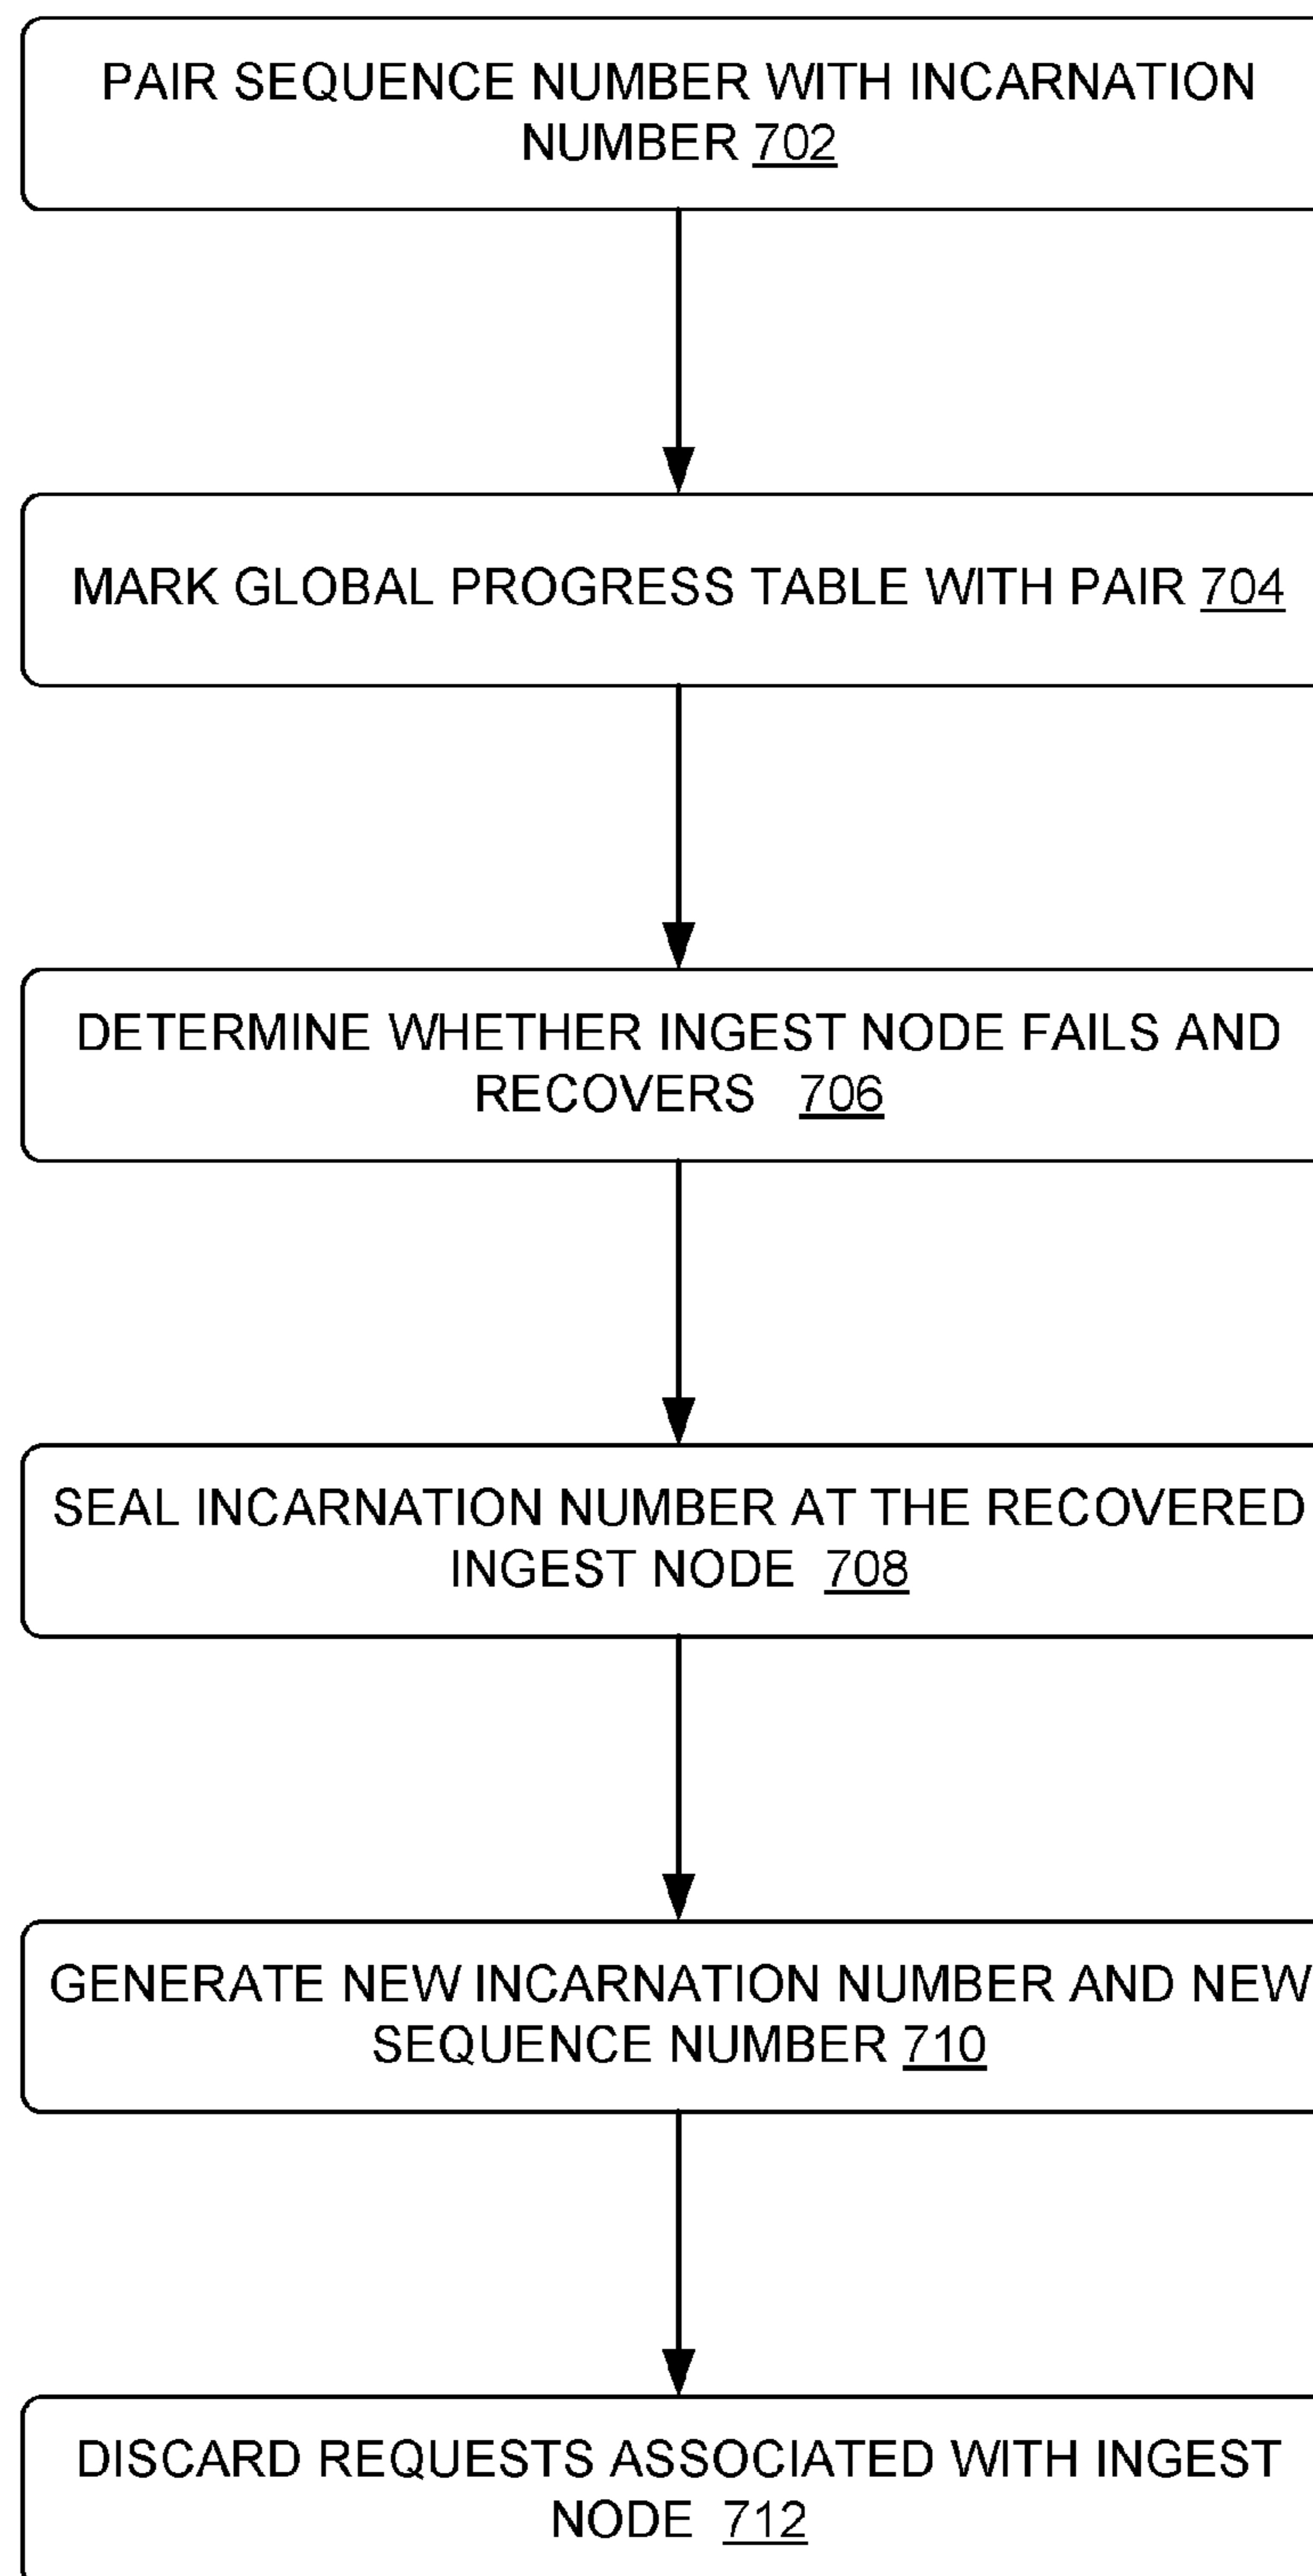 PAIR SEQUENCE NUMBER WITH INCARNATION
NUMBER 702
MARK GLOBAL PROGRESS TABLE WITH PAIR 704
DETERMINE WHETHER INGEST NODE FAILS AND
RECOVERS 706
SEAL INCARNATION NUMBER AT THE RECOVERED
INGEST NODE 708
GENERATE NEW INCARNATION NUMBER AND NEW
SEQUENCE NUMBER 710
DISCARD REQUESTS ASSOCIATED WITH INGEST
NODE 712